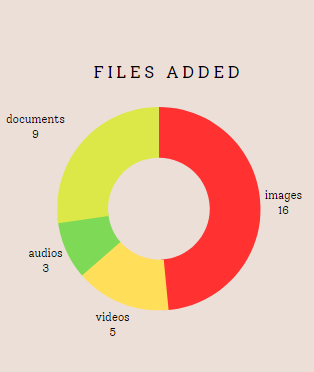 FILES ADDED
documents
9
images
16
audios
3
videos
5